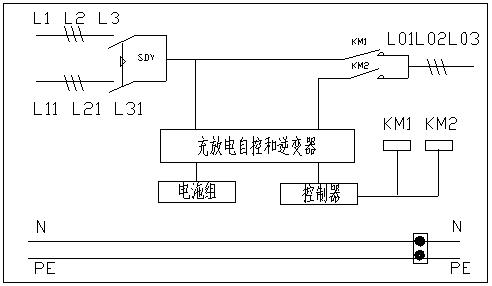 L1 L2 L3
SDY
KM1
L01L02L03
KM2
L11 L21 L31
KM1 KM2
充放电自控和逆变器
电池组
控制器
N N
PE PE